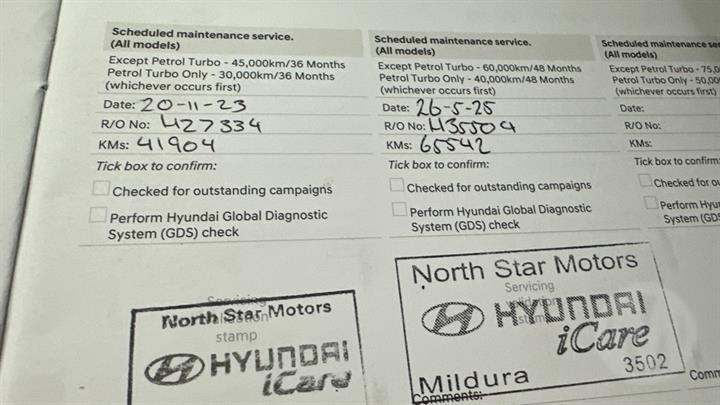 Scheduled maintenance service.
(All models)
Except Petrol Turbo - 45,000km/36 Months
Petrol Turbo Only - 30,000km/36 Months
(whichever occurs first)
Date: 20-11-23
R/O No: H27334
KMs: 41904
Tick box to confirm:
Checked for outstanding campaigns
Perform Hyundai Global Diagnostic
System (GDS) check
Servicing
North Star Motors
stamp
HYUNDAI
iCare
Scheduled maintenance service.
(All models)
Except Petrol Turbo - 60,000km/48 Months
Petrol Turbo Only - 40,000km/48 Months
(whichever occurs first)
Date: 26-5-25
R/O No: H35504
KMs: 65542
Tick box to confirm:
Checked for outstanding campaigns
Perform Hyundai Global Diagnostic
System (GDS) check
North Star Motors
Servicing
HYUNDAI
iCare
Mildura 3502
Comments:
Scheduled maintenance
(All models)
Except Petrol Turbo - 75,0
Petrol Turbo Only - 50,00
(whichever occurs first)
Date:
R/O No:
KMs:
Tick box to confirm:
Checked for
Perform
System (GDS